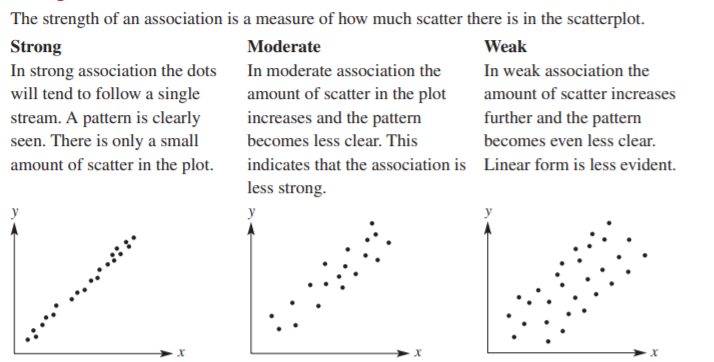 The strength of an association is a measure of how much scatter there is in the scatterplot.
Strong
In strong association the dots
will tend to follow a single
stream. A pattern is clearly
seen. There is only a small
amount of scatter in the plot.
Moderate
In moderate association the
amount of scatter in the plot
increases and the pattern
becomes less clear. This
indicates that the association is
less strong.
Weak
In weak association the
amount of scatter increases
further and the pattern
becomes even less clear.
Linear form is less evident.
y
x
y
x
y
x